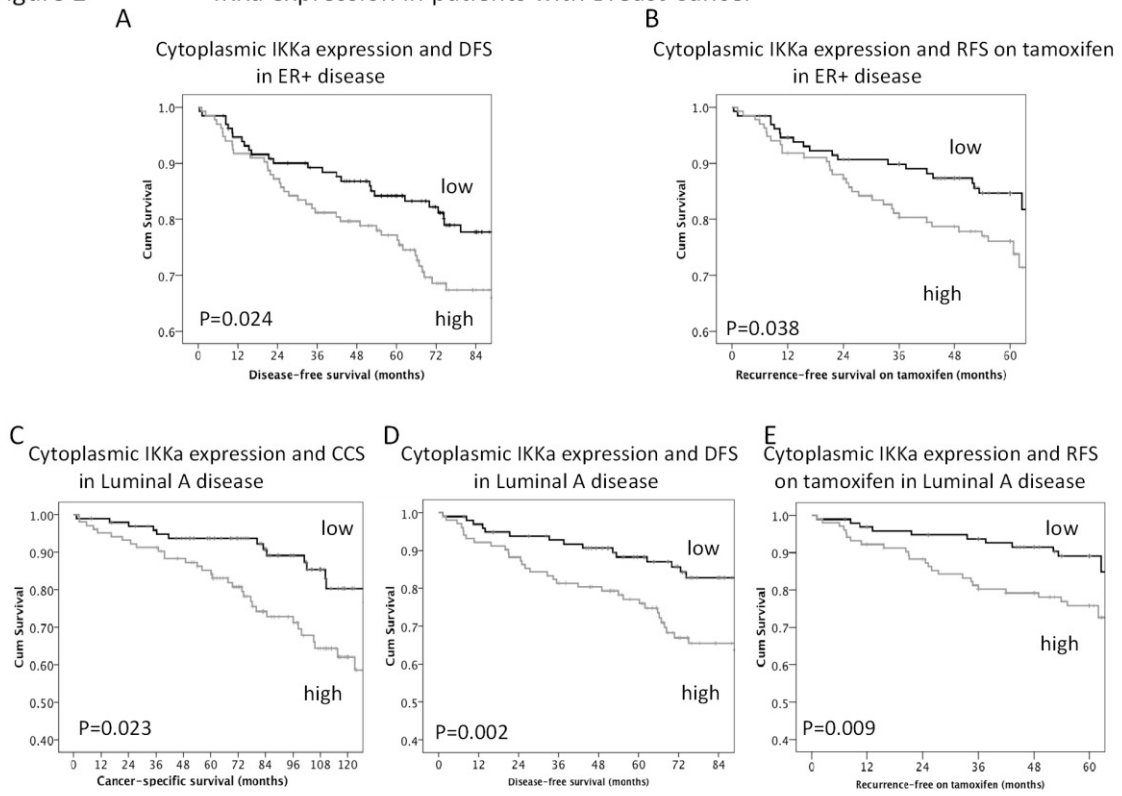 A
Cytoplasmic IKKa expression and DFS
in ER+ disease
1.0
0.9
0.8
0.7
0.6
Cum Survival
low
high
P=0.024
0 12 24 36 48 60 72 84
Disease-free survival (months)
B
Cytoplasmic IKKa expression and RFS on tamoxifen
in ER+ disease
1.0
0.9
0.8
0.7
0.6
Cum Survival
low
high
P=0.038
0 12 24 36 48 60
Recurrence-free survival on tamoxifen (months)
C
Cytoplasmic IKKa expression and CCS
in Luminal A disease
1.00
0.90
0.80
0.70
0.60
0.50
0.40
Cum Survival
low
high
P=0.023
0 12 24 36 48 60 72 84 96 108 120
Cancer-specific survival (months)
D
Cytoplasmic IKKa expression and DFS
in Luminal A disease
1.0
0.9
0.8
0.7
0.6
0.5
0.4
Cum Survival
low
high
P=0.002
0 12 24 36 48 60 72 84
Disease-free survival (months)
E
Cytoplasmic IKKa expression and RFS
on tamoxifen in Luminal A disease
1.0
0.9
0.8
0.7
0.6
0.5
0.4
Cum Survival
low
high
P=0.009
0 12 24 36 48 60
Recurrence-free on tamoxifen (months)